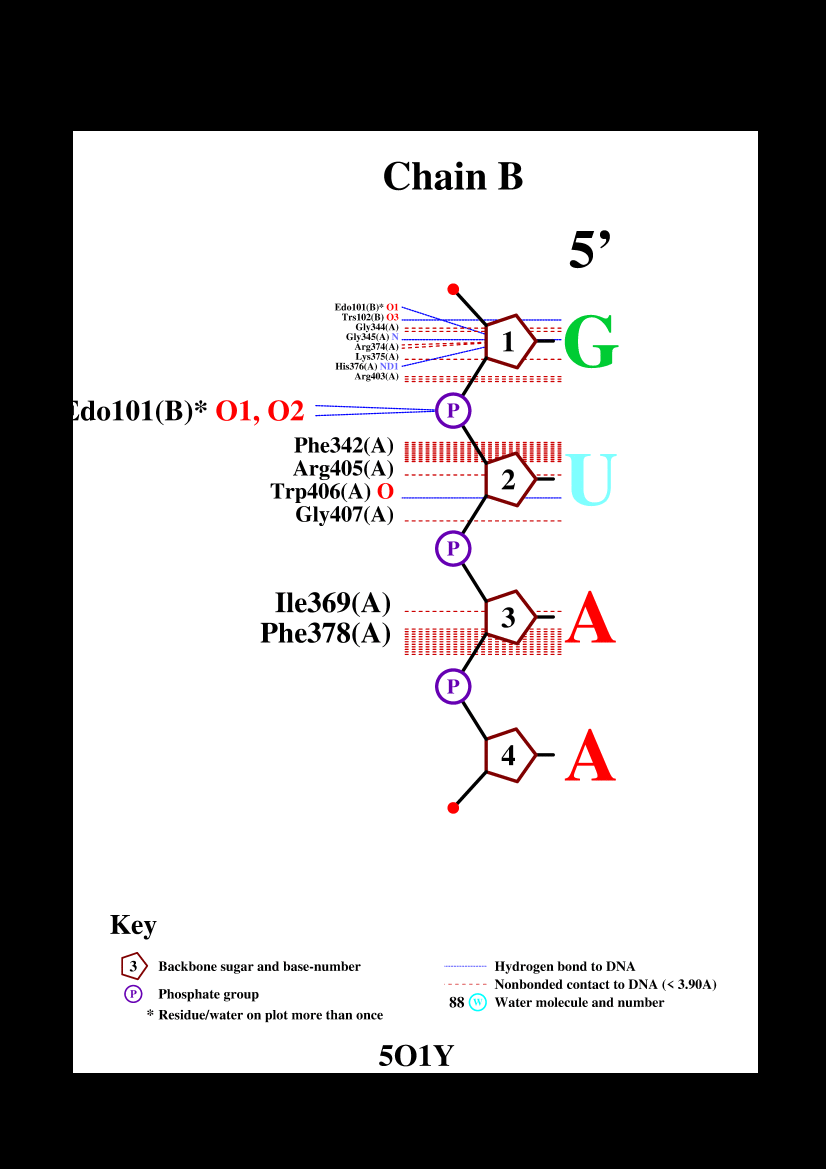 Chain B
5’
Edo101(B)* O1
Trs102(B) O3
Gly344(A)
Gly345(A) N
Arg374(A)
Lys375(A)
His376(A) ND1
Arg403(A)
1 G
Edo101(B)* O1, O2
P
Phe342(A)
Arg405(A)
Trp406(A) O
Gly407(A)
2 U
P
Ile369(A)
Phe378(A)
3 A
P
4 A
Key
3 Backbone sugar and base-number
P Phosphate group
* Residue/water on plot more than once
Hydrogen bond to DNA
Nonbonded contact to DNA (< 3.90A)
88 W Water molecule and number
5O1Y